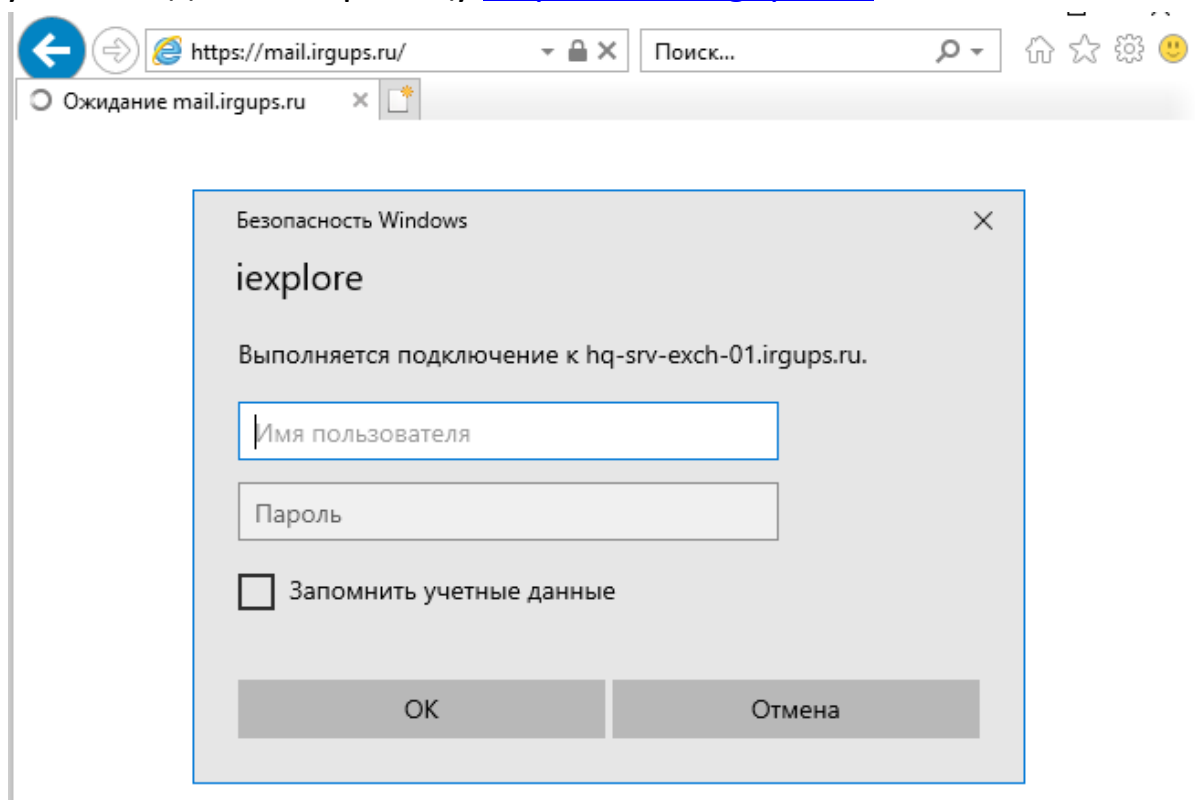 https://mail.irgups.ru/
Поиск...
Ожидание mail.irgups.ru
Безопасность Windows
iexplore
Выполняется подключение к hq-srv-exch-01.irgups.ru.
Имя пользователя
Пароль
Запомнить учетные данные
ОК
Отмена